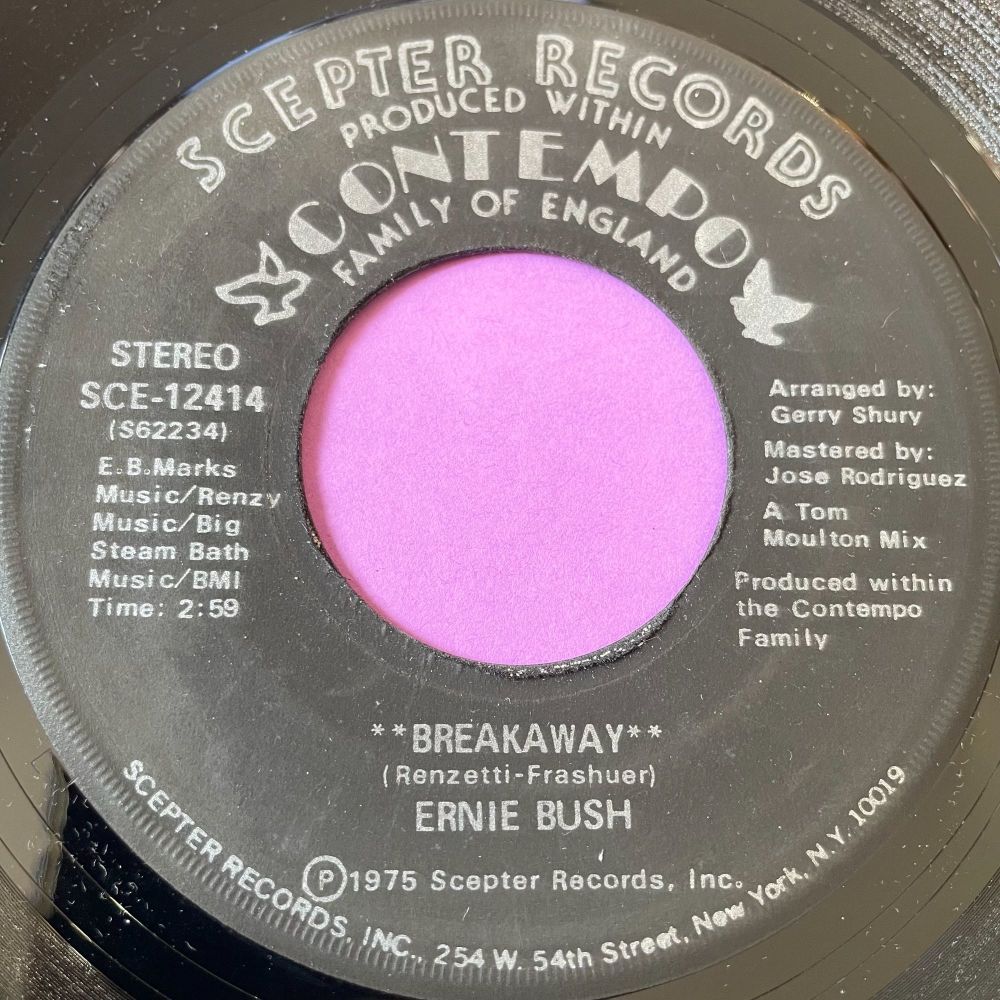 SCEPTER RECORDS
PRODUCED WITHIN
CONTEMPO
FAMILY OF ENGLAND
STEREO
SCE-12414
(S62234)
E.B.Marks
Music/Renzy
Music/Big
Steam Bath
Music/BMI
Time: 2:59
Arranged by:
Gerry Shury
Mastered by:
Jose Rodriguez
A Tom
Moulton Mix
Produced within
the Contempo
Family
**BREAKAWAY**
(Renzetti-Frashuer)
ERNIE BUSH
Ⓟ1975 Scepter Records, Inc.
SCEPTER RECORDS, INC., 254 W. 54th Street, New York, N.Y. 10019